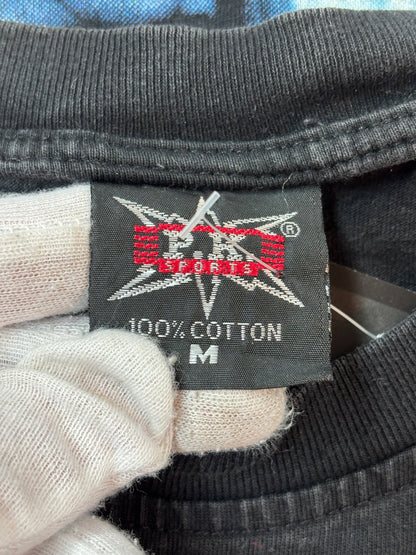 P.K.
®
SPORTS
100% COTTON
M